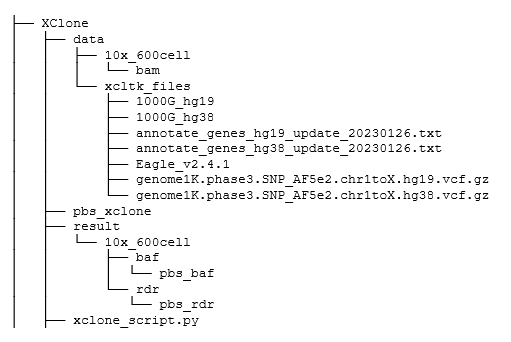 XClone
data
10x_600cell
bam
xcltk_files
1000G_hg19
1000G_hg38
annotate_genes_hg19_update_20230126.txt
annotate_genes_hg38_update_20230126.txt
Eagle_v2.4.1
genome1K.phase3.SNP_AF5e2.chr1toX.hg19.vcf.gz
genome1K.phase3.SNP_AF5e2.chr1toX.hg38.vcf.gz
pbs_xclone
result
10x_600cell
baf
pbs_baf
rdr
pbs_rdr
xclone_script.py